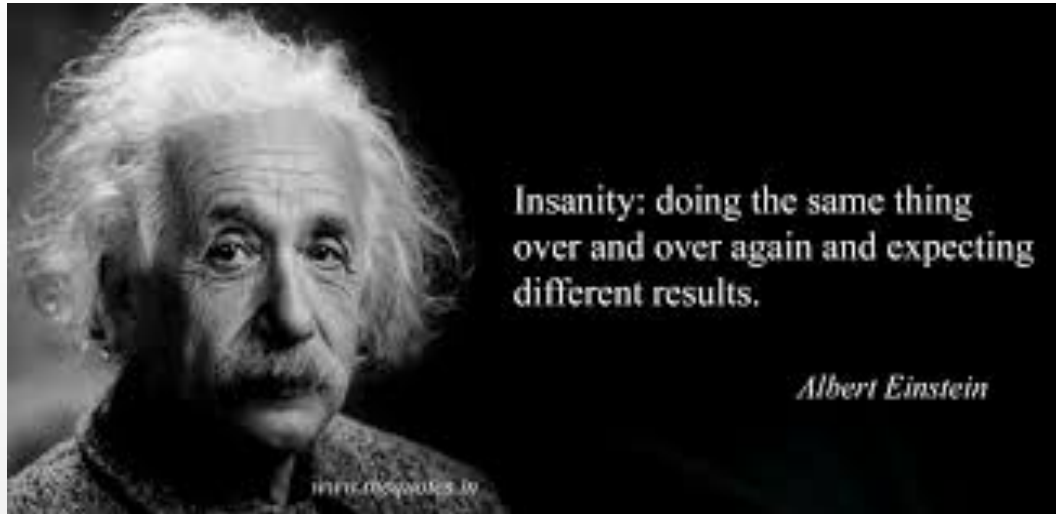 Insanity: doing the same thing
over and over again and expecting
different results.
Albert Einstein